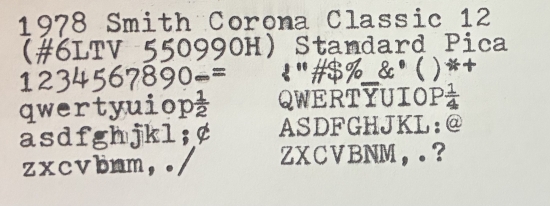 1978 Smith Corona Classic 12
(#6LTV 550990H) Standard Pica
1234567890-= !"#$%_&'()*+
qwertyuiop½ QWERTYUIOP¼
asdfghjkl;¢ ASDFGHJKL:@
zxcvbnm,./ ZXCVBNM,.?